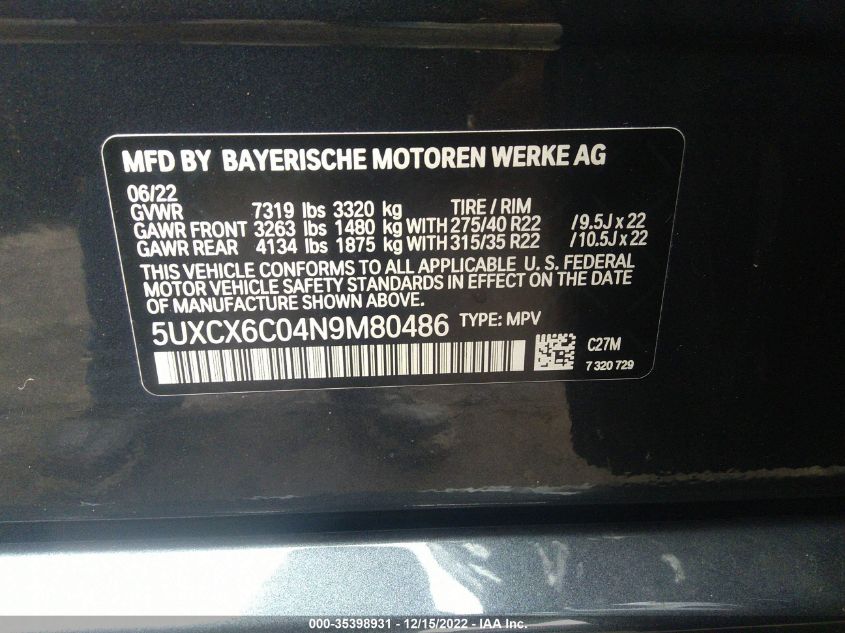 MFD BY BAYERISCHE MOTOREN WERKE AG
06/22
GVWR 7319 lbs 3320 kg TIRE / RIM
GAWR FRONT 3263 lbs 1480 kg WITH 275/40 R22 /9.5J x 22
GAWR REAR 4134 lbs 1875 kg WITH 315/35 R22 /10.5J x 22
THIS VEHICLE CONFORMS TO ALL APPLICABLE U. S. FEDERAL
MOTOR VEHICLE SAFETY STANDARDS IN EFFECT ON THE DATE
OF MANUFACTURE SHOWN ABOVE.
5UXCX6C04N9M80486 TYPE: MPV
C27M
7 320 729
000-35398931 - 12/15/2022 - IAA Inc.